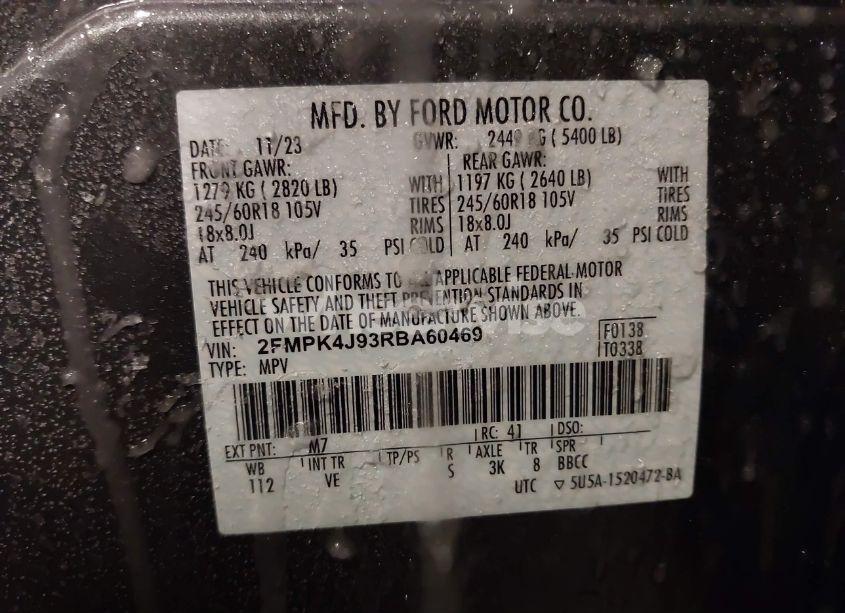 MFD. BY FORD MOTOR CO.
DATE: 11/23 GVWR: 2449 KG ( 5400 LB)
FRONT GAWR: REAR GAWR:
1279 KG ( 2820 LB) WITH 1197 KG ( 2640 LB) WITH
245/60R18 105V TIRES 245/60R18 105V TIRES
18x8.0J RIMS 18x8.0J RIMS
AT 240 kPa/ 35 PSI COLD AT 240 kPa/ 35 PSI COLD
THIS VEHICLE CONFORMS TO ALL APPLICABLE FEDERAL MOTOR
VEHICLE SAFETY AND THEFT PREVENTION STANDARDS IN
EFFECT ON THE DATE OF MANUFACTURE SHOWN ABOVE.
VIN: 2FMPK4J93RBA60469 F0138
TYPE: MPV T0338
EXT PNT: M7 RC: 41 DSO:
WB INT TR TP/PS R AXLE TR SPR
112 VE S 3K 8 BBCC
UTC ▽ 5U5A-1520472-BA